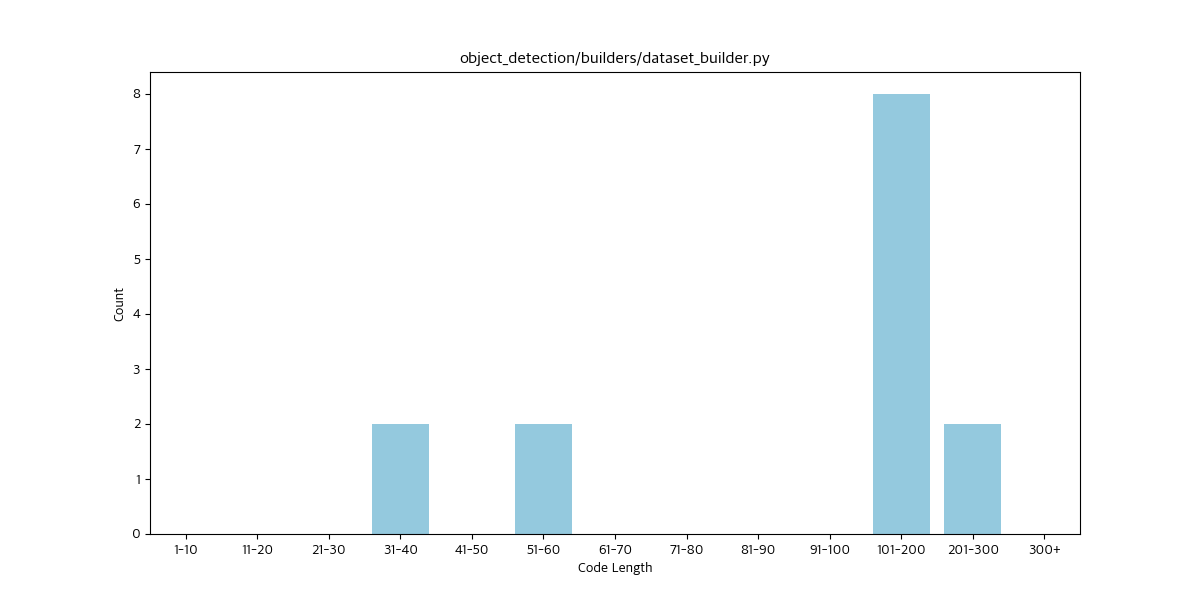 object_detection/builders/dataset_builder.py
Count
8
7
6
5
4
3
2
1
0
1-10 11-20 21-30 31-40 41-50 51-60 61-70 71-80 81-90 91-100 101-200 201-300 300+
Code Length